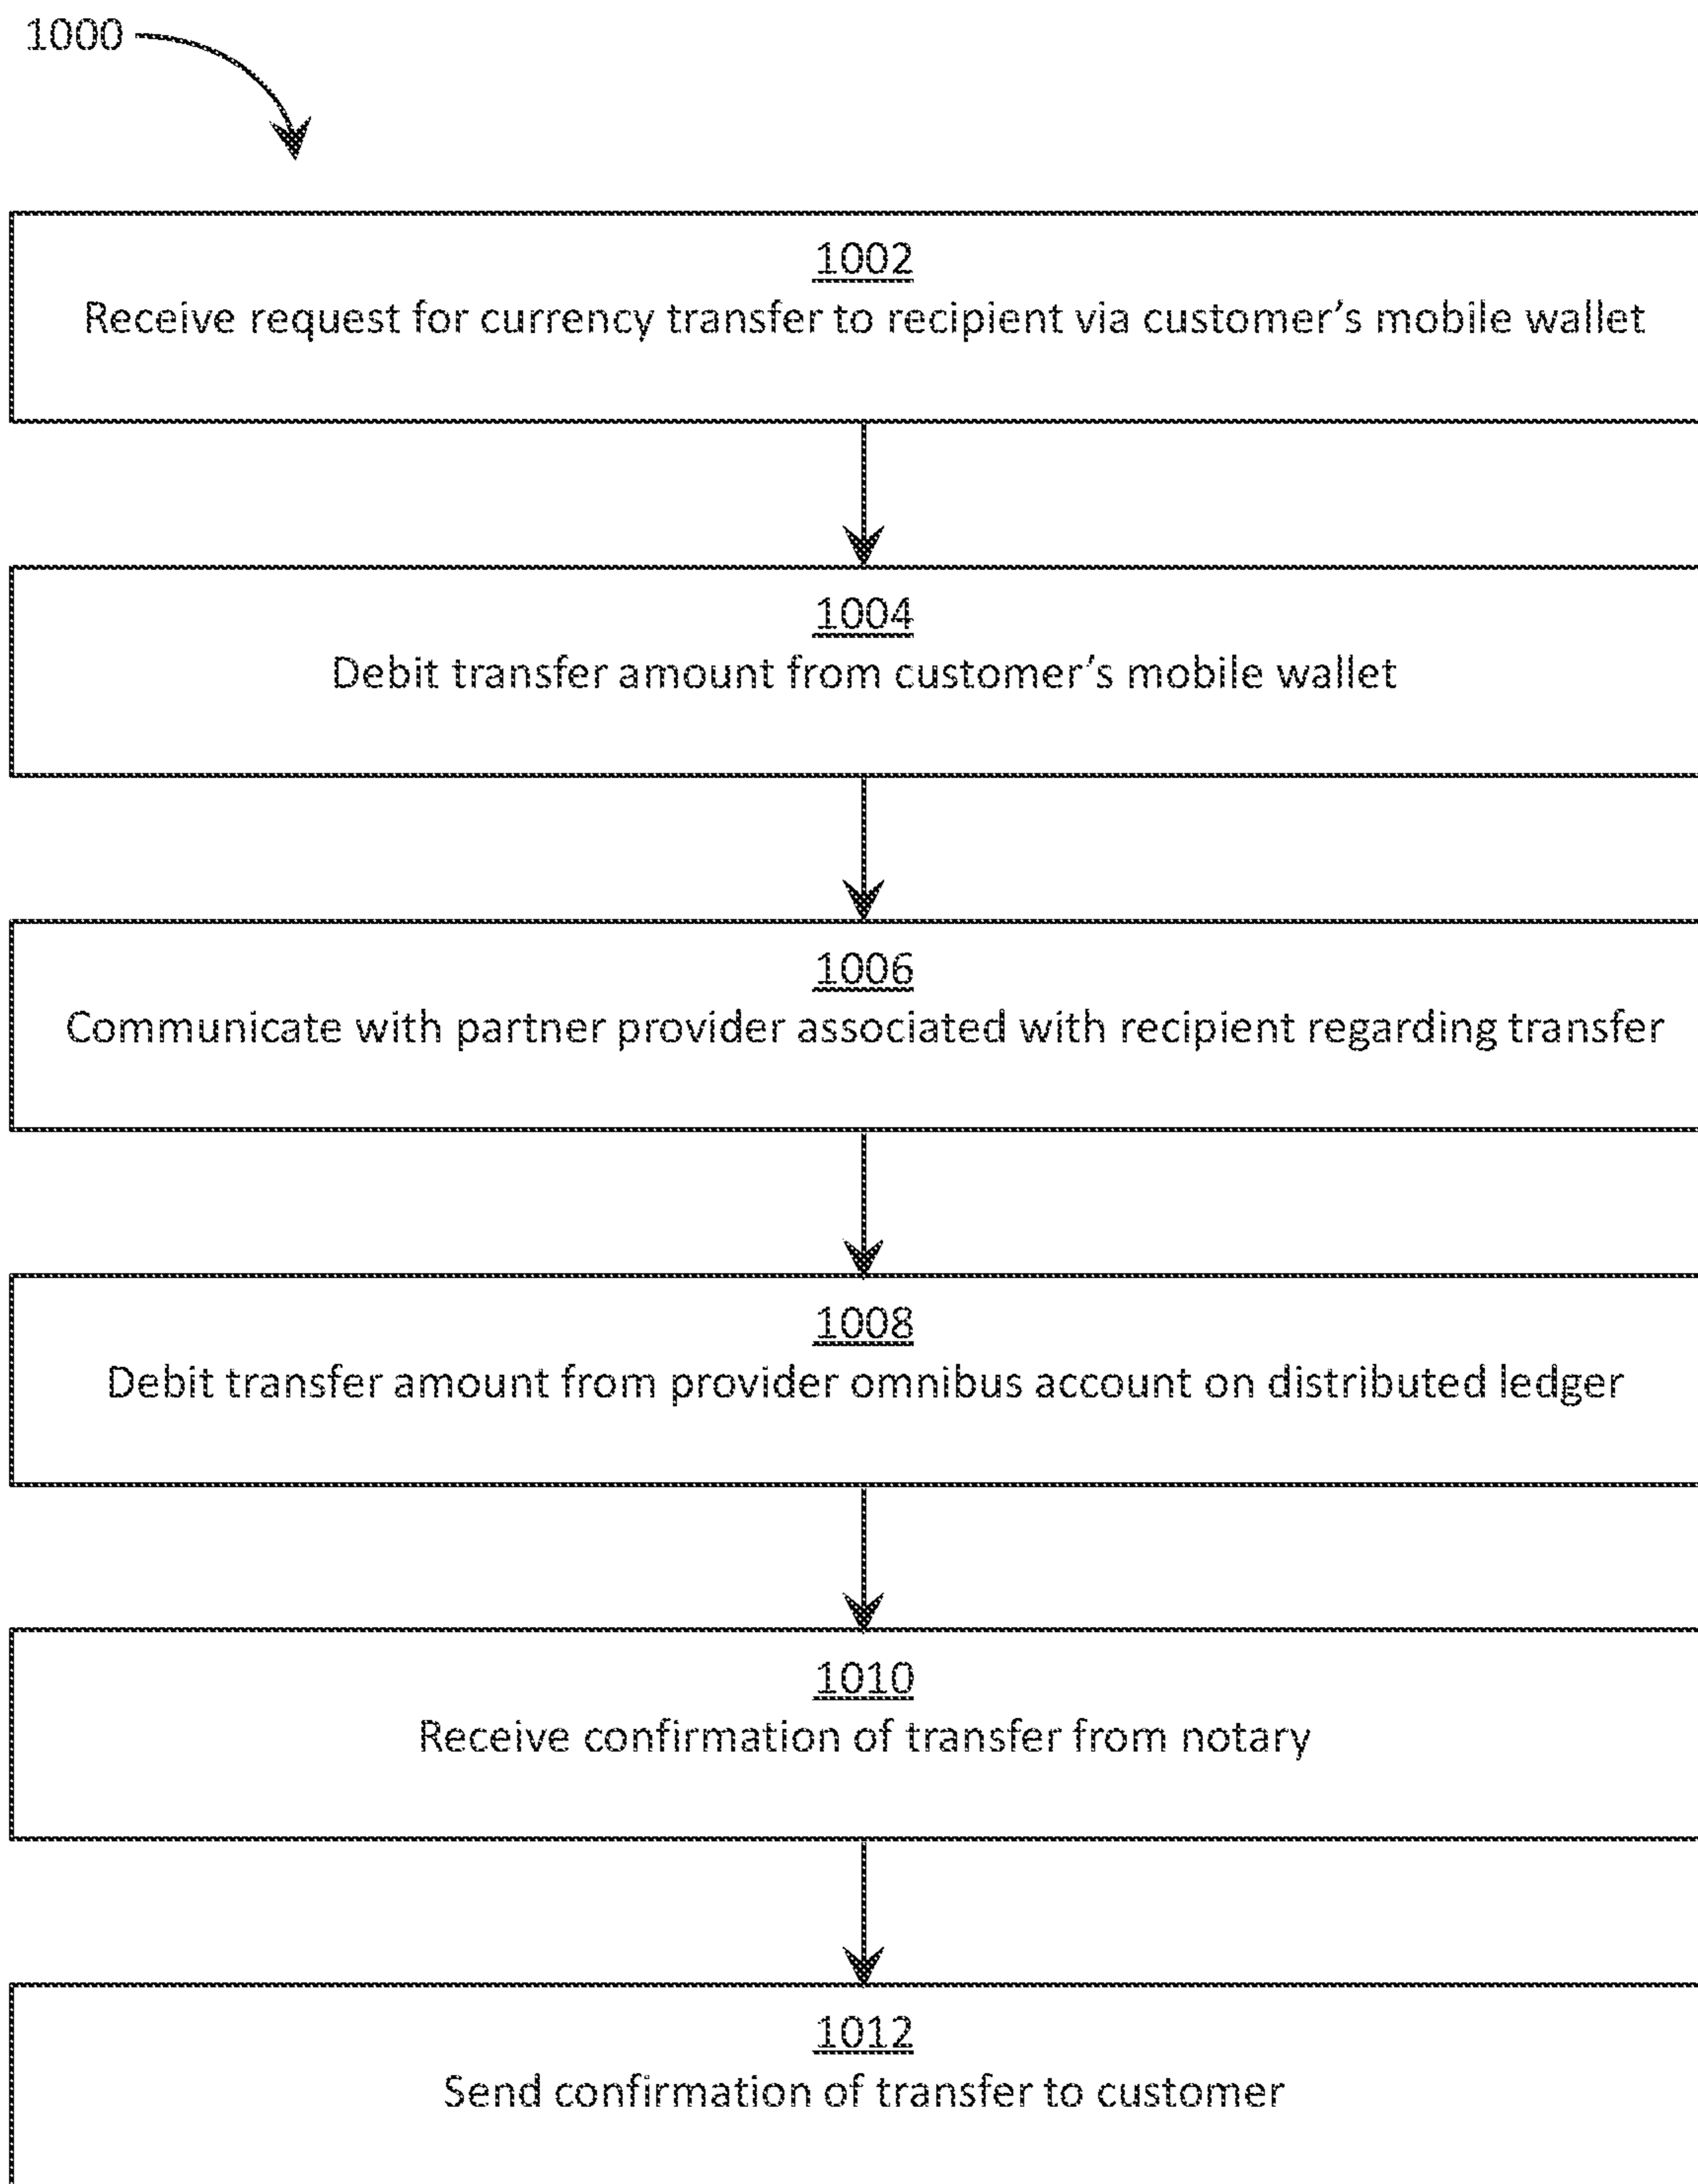 1000
1002
Receive request for currency transfer to recipient via customer's mobile wallet
1004
Debit transfer amount from customer's mobile wallet
1006
Communicate with partner provider associated with recipient regarding transfer
1008
Debit transfer amount from provider omnibus account on distributed ledger
1010
Receive confirmation of transfer from notary
1012
Send confirmation of transfer to customer